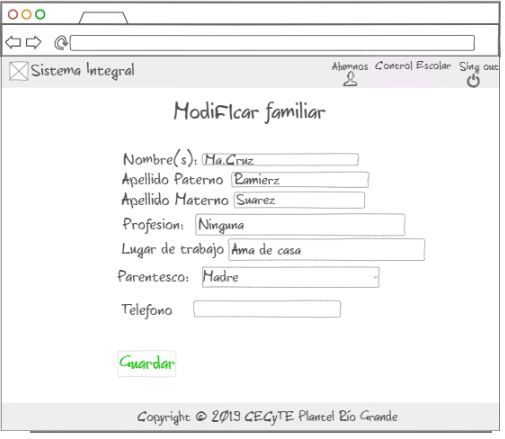 Sistema Integral Alumnos Control Escolar Sing out
ModiFIcar familiar
Nombre(s): Ma.Cruz
Apellido Paterno Ramierz
Apellido Materno Suarez
Profesion: Ninguna
Lugar de trabajo Ama de casa
Parentesco: Madre
Telefono
Guardar
Copyright © 2019 CECyTE Plantel Río Grande